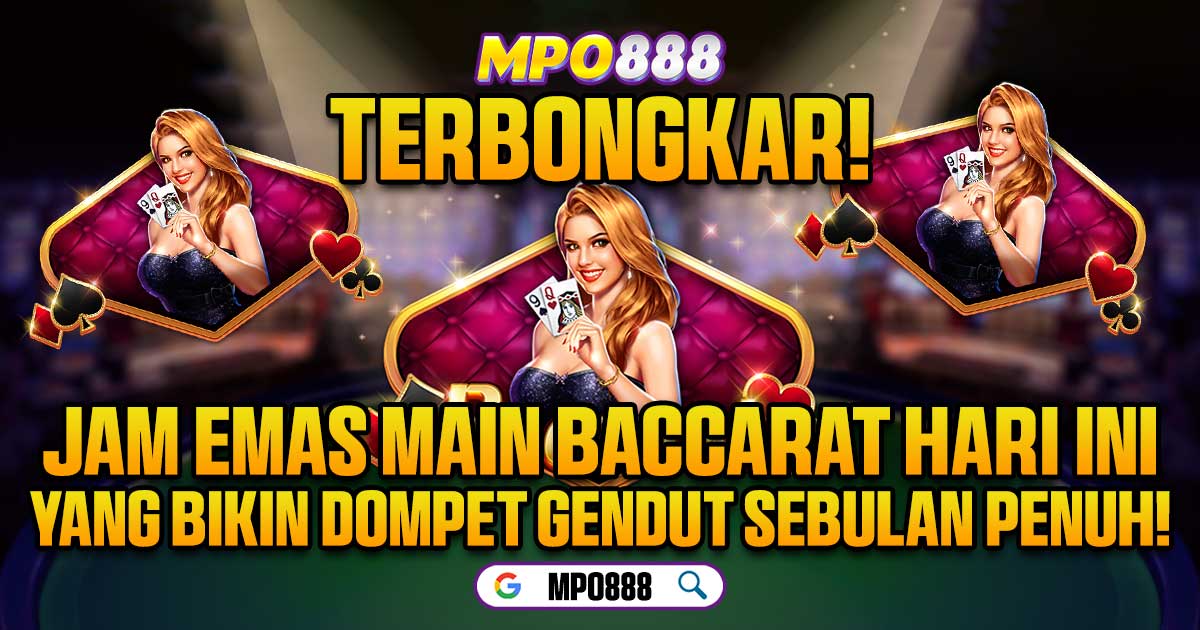 MPO888
TERBONGKAR!
JAM EMAS MAIN BACCARAT HARI INI
YANG BIKIN DOMPET GENDUT SEBULAN PENUH!
G MPO888